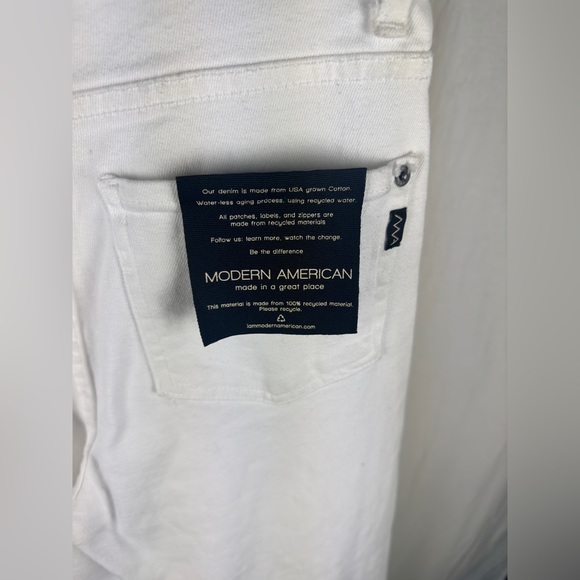 Our denim is made from USA grown Cotton.
Water-less aging process, using recycled water.
All patches, labels, and zippers are
made from recycled materials
Follow us: learn more, watch the change.
Be the difference
MODERN AMERICAN
made in a great place
This material is made from 100% recycled material.
Please recycle.
iammodernamerican.com